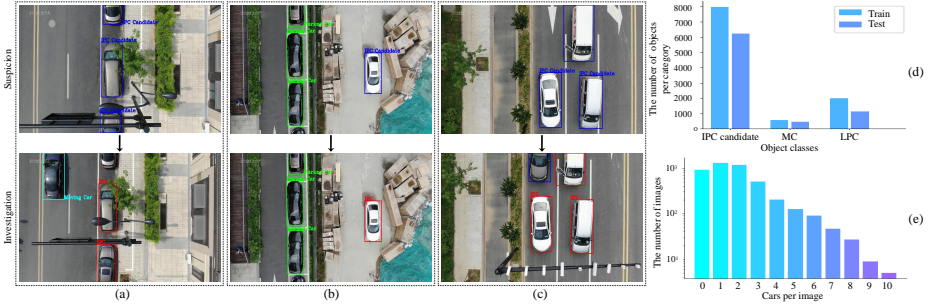 Suspicion
Investigation
IPC Candidate
IPC Candidate
IPC Candidate
IPC Candidate
IPC Candidate
Moving Car
(a)
(b)
(c)
The number of objects
per category
8000
7000
6000
5000
4000
3000
2000
1000
0
Train
Test
IPC candidate MC LPC
Object classes
(d)
The number of images
10³
10²
10¹
0 1 2 3 4 5 6 7 8 9 10
Cars per image
(e)